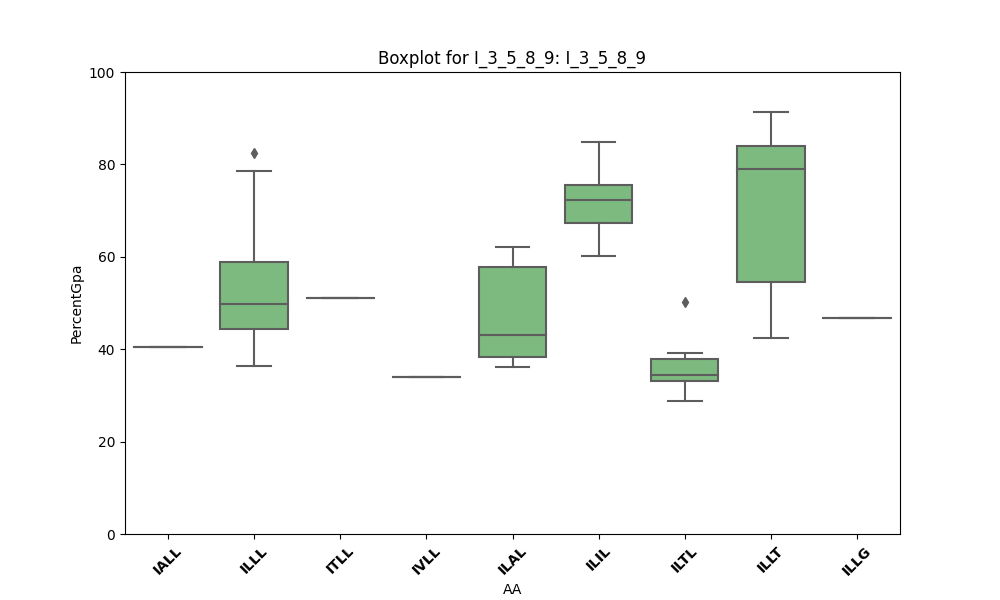 Boxplot for I_3_5_8_9: I_3_5_8_9
100
80
60
40
20
0
PercentGpa
IALL
ILLL
ITLL
IVLL
ILAL
ILIL
ILTL
ILLT
ILLG
AA